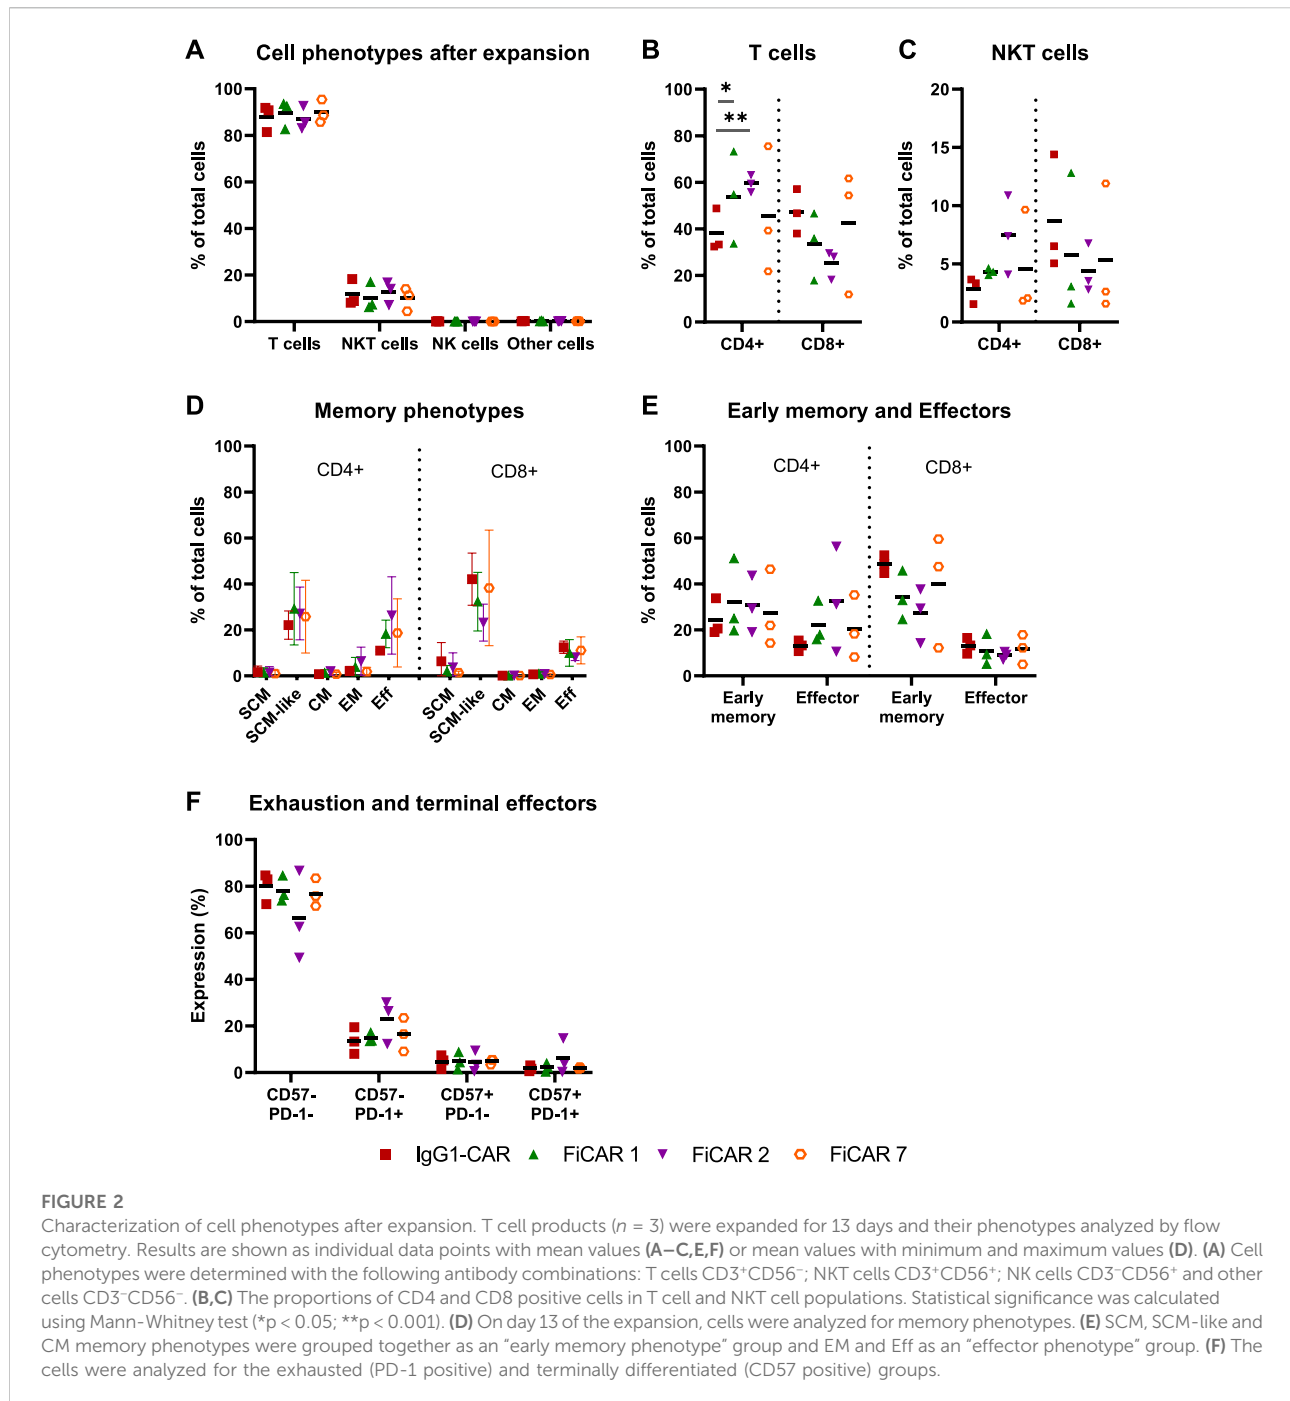 A Cell phenotypes after expansion
% of total cells
100
80
60
40
20
0
T cells NKT cells NK cells Other cells
B T cells
% of total cells
100
80
60
40
20
0
*
**
CD4+ CD8+
C NKT cells
% of total cells
20
15
10
5
0
CD4+ CD8+
D Memory phenotypes
% of total cells
100
80
60
40
20
0
CD4+ CD8+
SCM SCM-like CM EM Eff SCM SCM-like CM EM Eff
E Early memory and Effectors
% of total cells
100
80
60
40
20
0
CD4+ CD8+
Early Effector Early Effector
memory memory
F Exhaustion and terminal effectors
Expression (%)
100
80
60
40
20
0
CD57- CD57- CD57+ CD57+
PD-1- PD-1+ PD-1- PD-1+
IgG1-CAR FiCAR 1 FiCAR 2 FiCAR 7
FIGURE 2
Characterization of cell phenotypes after expansion. T cell products (n = 3) were expanded for 13 days and their phenotypes analyzed by flow
cytometry. Results are shown as individual data points with mean values (A–C,E,F) or mean values with minimum and maximum values (D). (A) Cell
phenotypes were determined with the following antibody combinations: T cells CD3⁺CD56⁻; NKT cells CD3⁺CD56⁺; NK cells CD3⁻CD56⁺ and other
cells CD3⁻CD56⁻. (B,C) The proportions of CD4 and CD8 positive cells in T cell and NKT cell populations. Statistical significance was calculated
using Mann-Whitney test (*p < 0.05; **p < 0.001). (D) On day 13 of the expansion, cells were analyzed for memory phenotypes. (E) SCM, SCM-like and
CM memory phenotypes were grouped together as an "early memory phenotype" group and EM and Eff as an "effector phenotype" group. (F) The
cells were analyzed for the exhausted (PD-1 positive) and terminally differentiated (CD57 positive) groups.